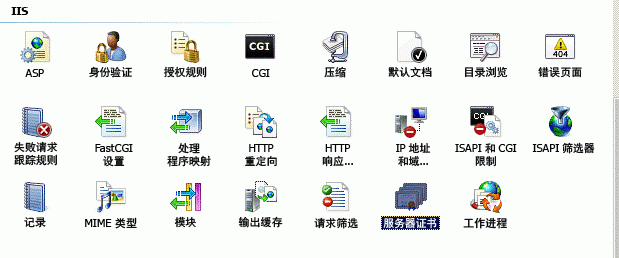 IIS
ASP 身份验证 授权规则 CGI 压缩 默认文档 目录浏览 错误页面
CGI
404
失败请求 FastCGI 处理 HTTP HTTP IP 地址 ISAPI 和 CGI ISAPI 筛选器
跟踪规则 设置 程序映射 重定向 响应... 和域... 限制
CGI
记录 MIME 类型 模块 输出缓存 请求筛选 服务器证书 工作进程